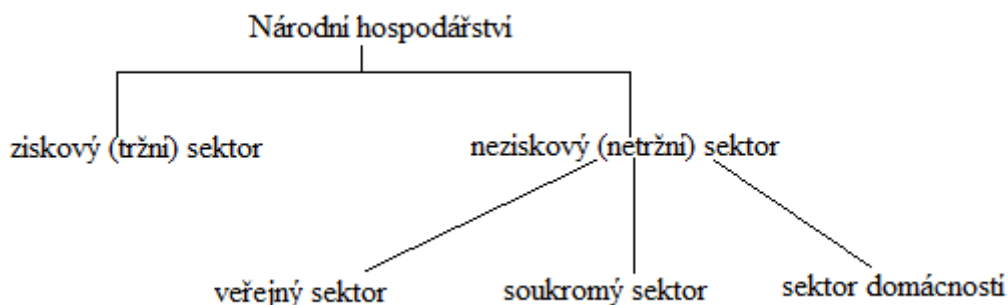 Národní hospodářství
ziskový (tržní) sektor
neziskový (netržní) sektor
veřejný sektor
soukromý sektor
sektor domácností